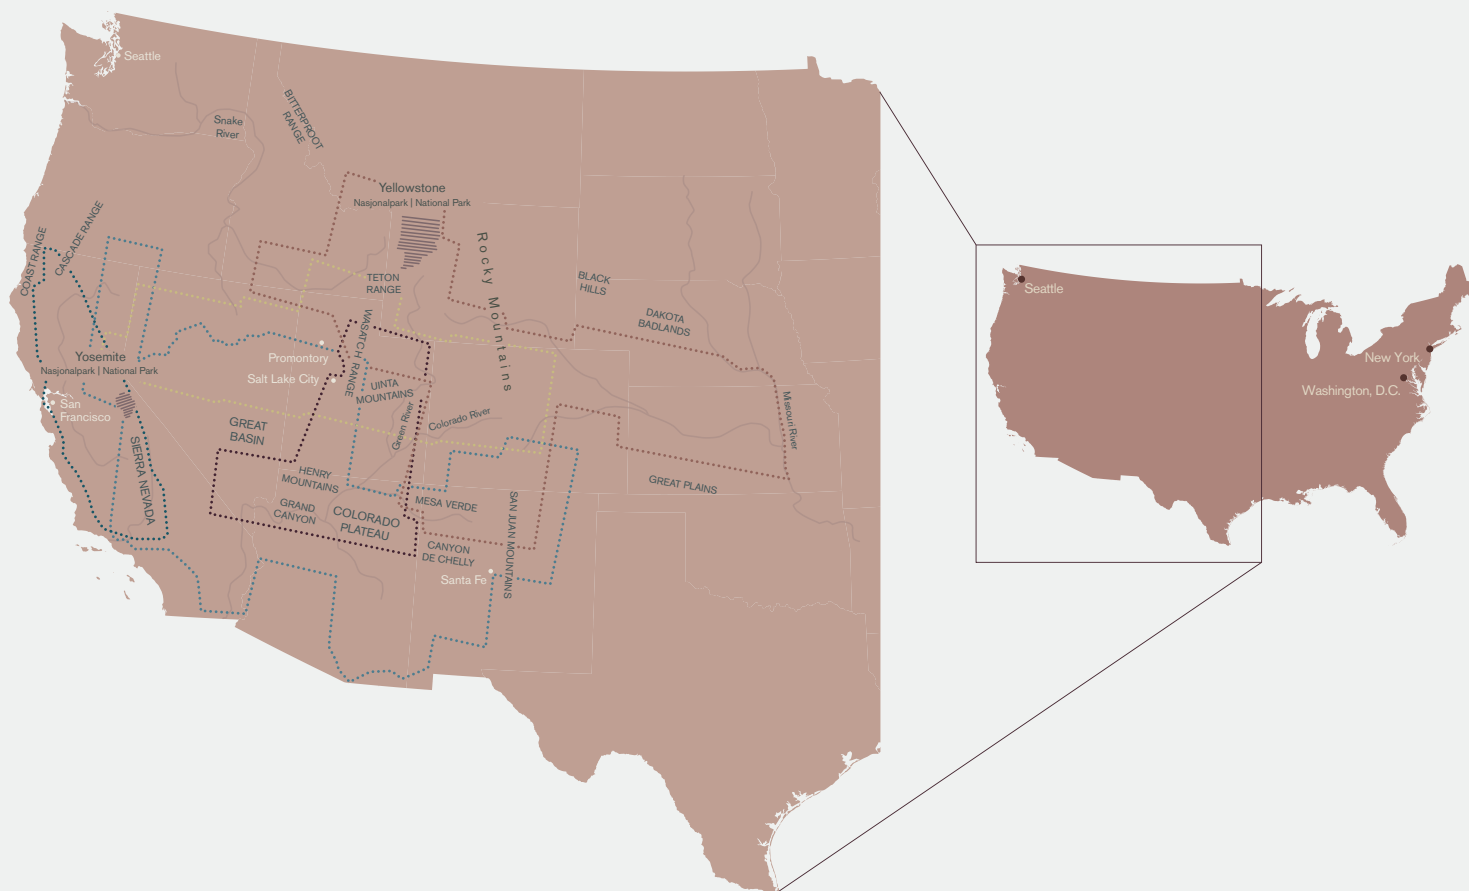 Seattle
Snake
River
BITTERPROOT
RANGE
Yellowstone
Nasjonalpark | National Park
COAST RANGE
CASCADE RANGE
Rocky Mountains
TETON
RANGE
BLACK
HILLS
DAKOTA
BADLANDS
WASATCH RANGE
Promontory
Salt Lake City
Yosemite
Nasjonalpark | National Park
San
Francisco
UINTA
MOUNTAINS
Green River
Colorado River
Missouri River
GREAT
BASIN
SIERRA NEVADA
HENRY
MOUNTAINS
GRAND
CANYON
COLORADO
PLATEAU
MESA VERDE
SAN JUAN MOUNTAINS
GREAT PLAINS
CANYON
DE CHELLY
Santa Fe
Seattle
New York
Washington, D.C.